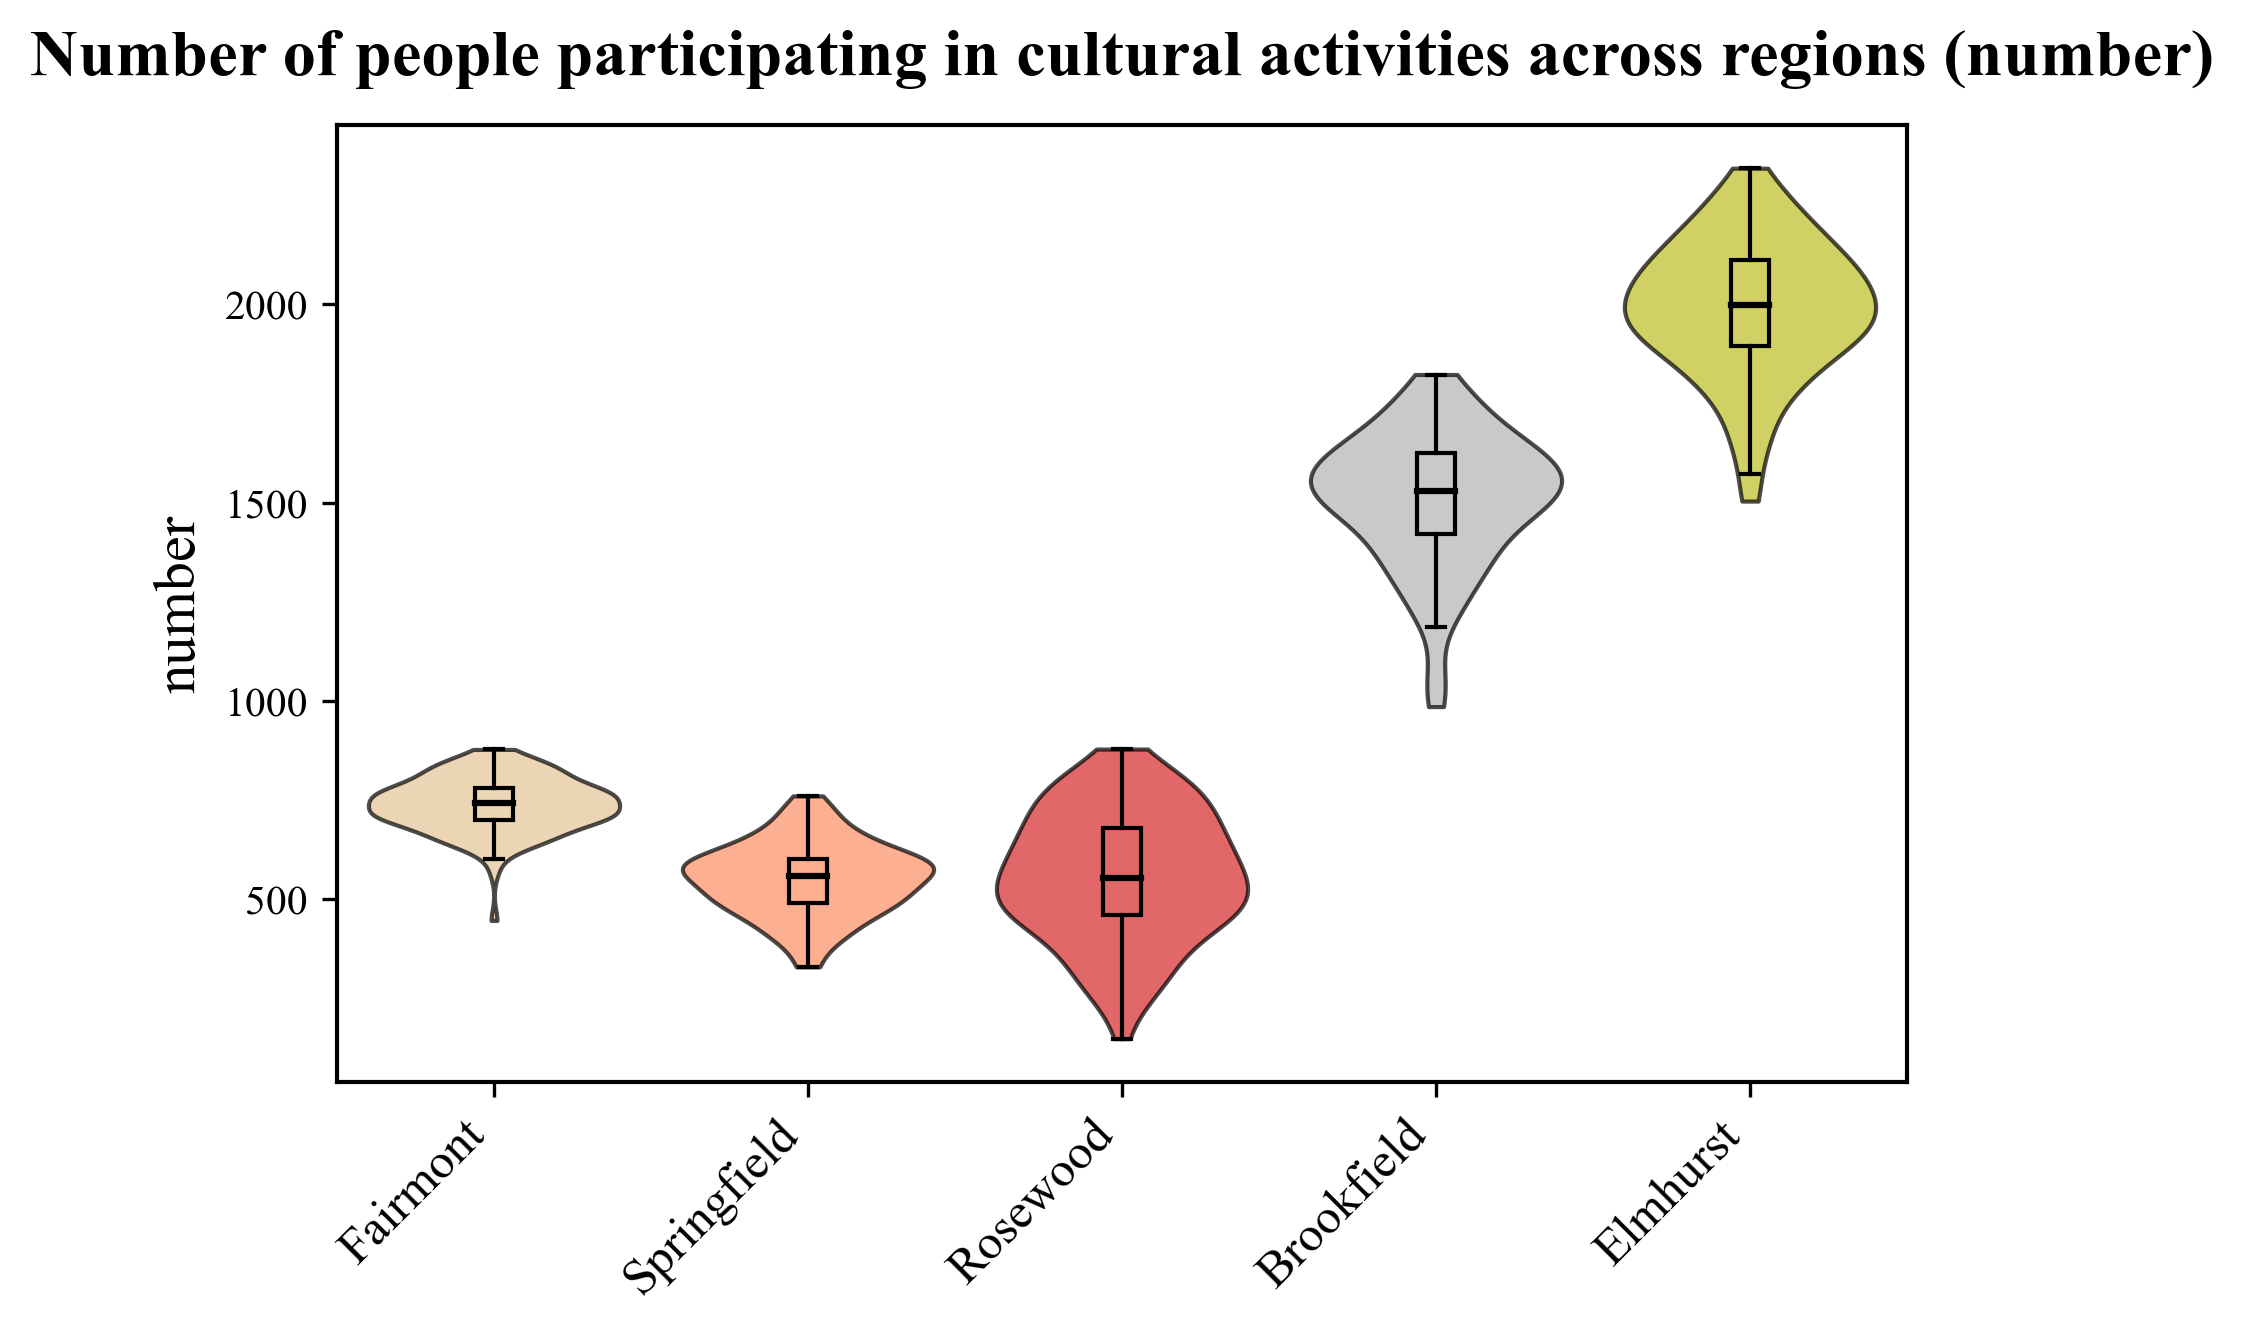 Number of people participating in cultural activities across regions (number)
number
2000
1500
1000
500
Fairmont
Springfield
Rosewood
Brookfield
Elmhurst